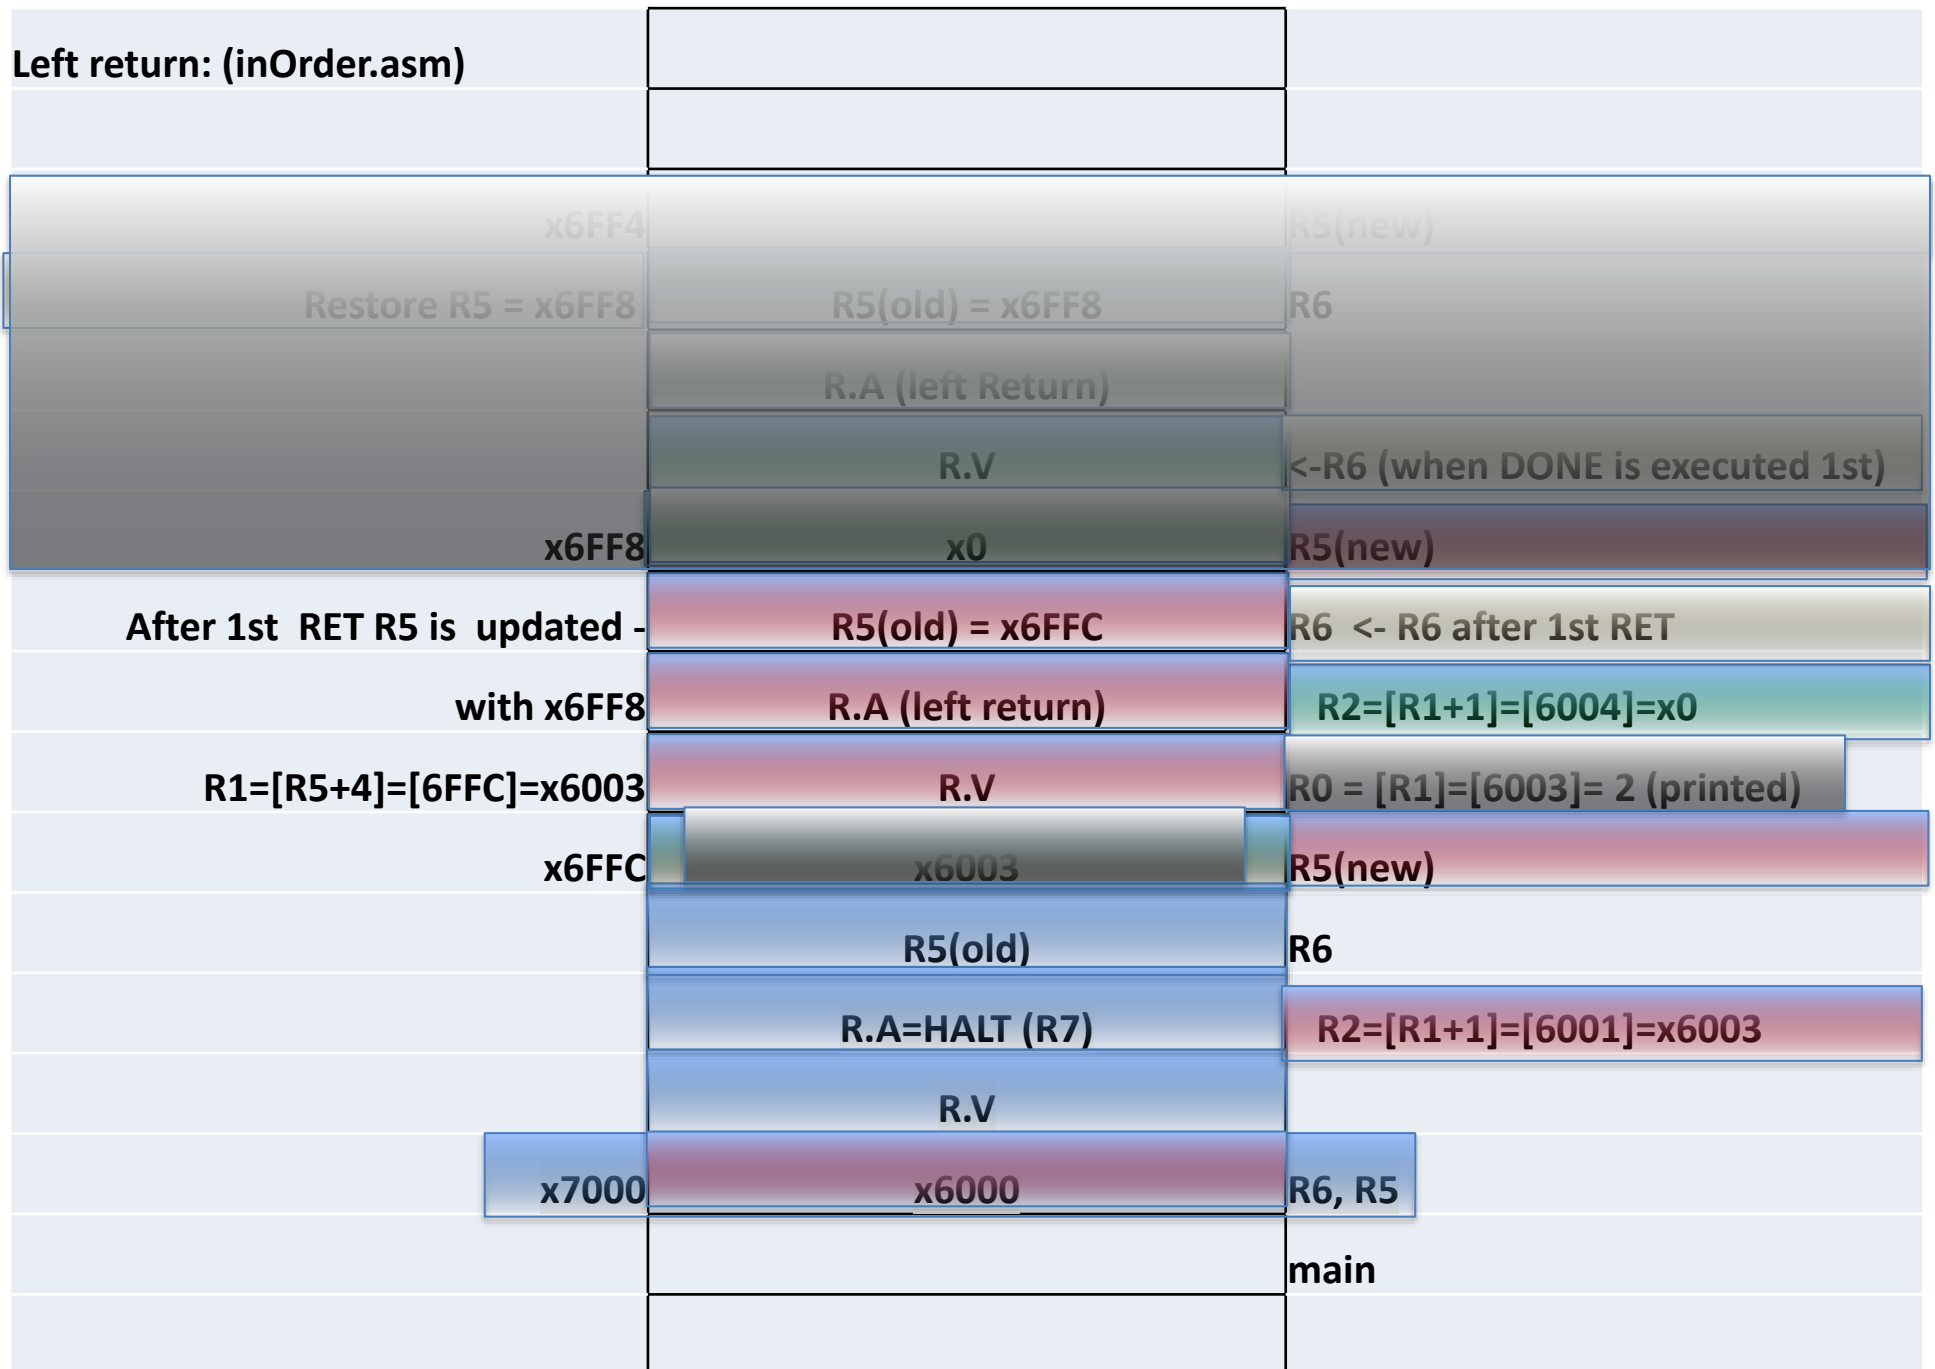 Left return: (inOrder.asm)
x6FF4 R5(new)
Restore R5 = x6FF8 R5(old) = x6FF8 R6
R.A (left Return)
R.V <-R6 (when DONE is executed 1st)
x6FF8 x0 R5(new)
After 1st RET R5 is updated - R5(old) = x6FFC R6 <- R6 after 1st RET
with x6FF8 R.A (left return) R2=[R1+1]=[6004]=x0
R1=[R5+4]=[6FFC]=x6003 R.V R0 = [R1]=[6003]= 2 (printed)
x6FFC x6003 R5(new)
R5(old) R6
R.A=HALT (R7) R2=[R1+1]=[6001]=x6003
R.V
x7000 x6000 R6, R5
main